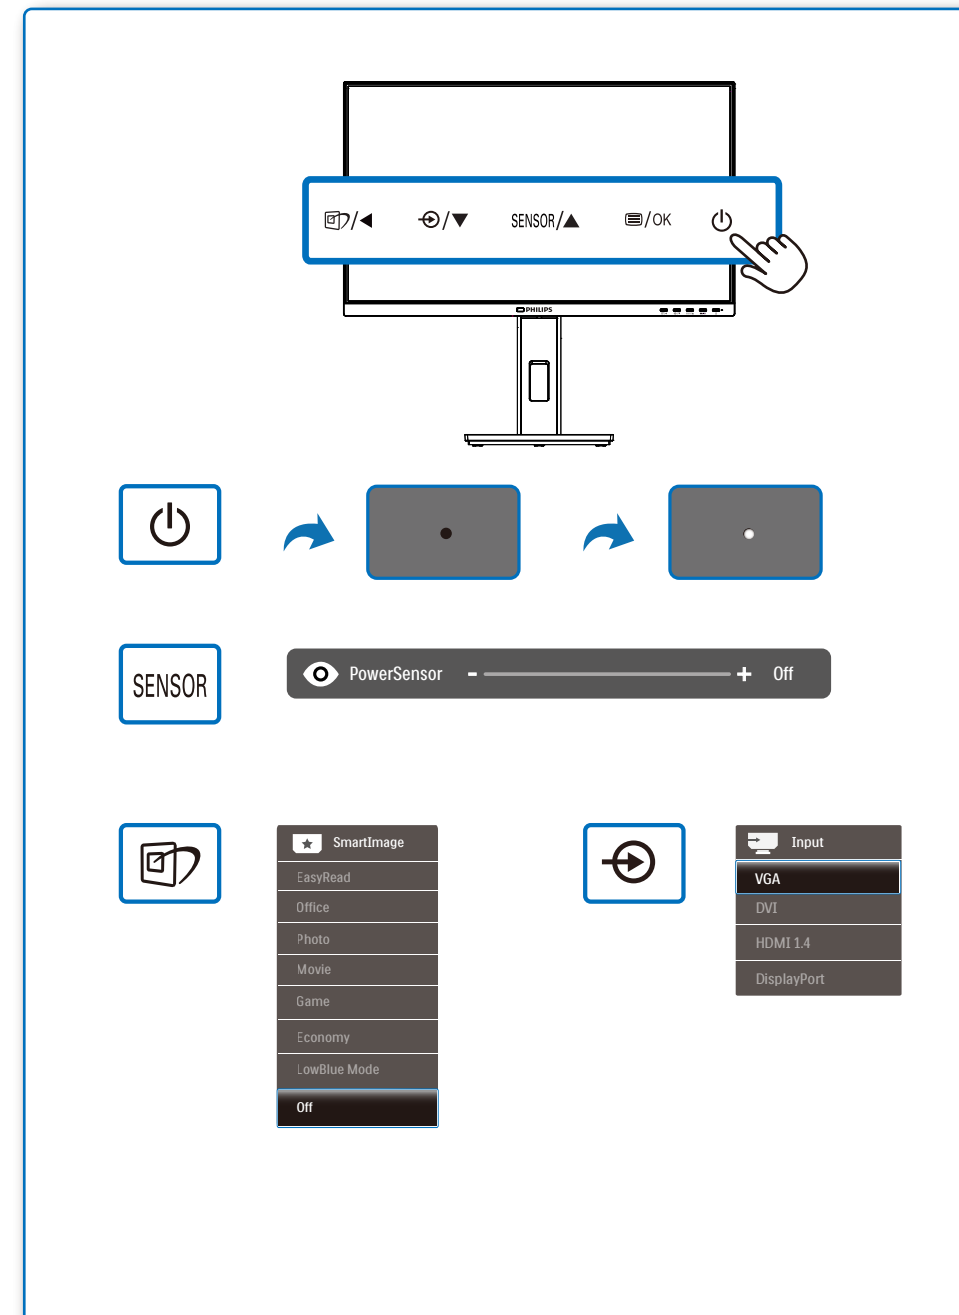 /◀ /▼ SENSOR/▲ /OK
PHILIPS
SENSOR
PowerSensor - + Off
SmartImage
EasyRead
Office
Photo
Movie
Game
Economy
LowBlue Mode
Off
Input
VGA
DVI
HDMI 1.4
DisplayPort